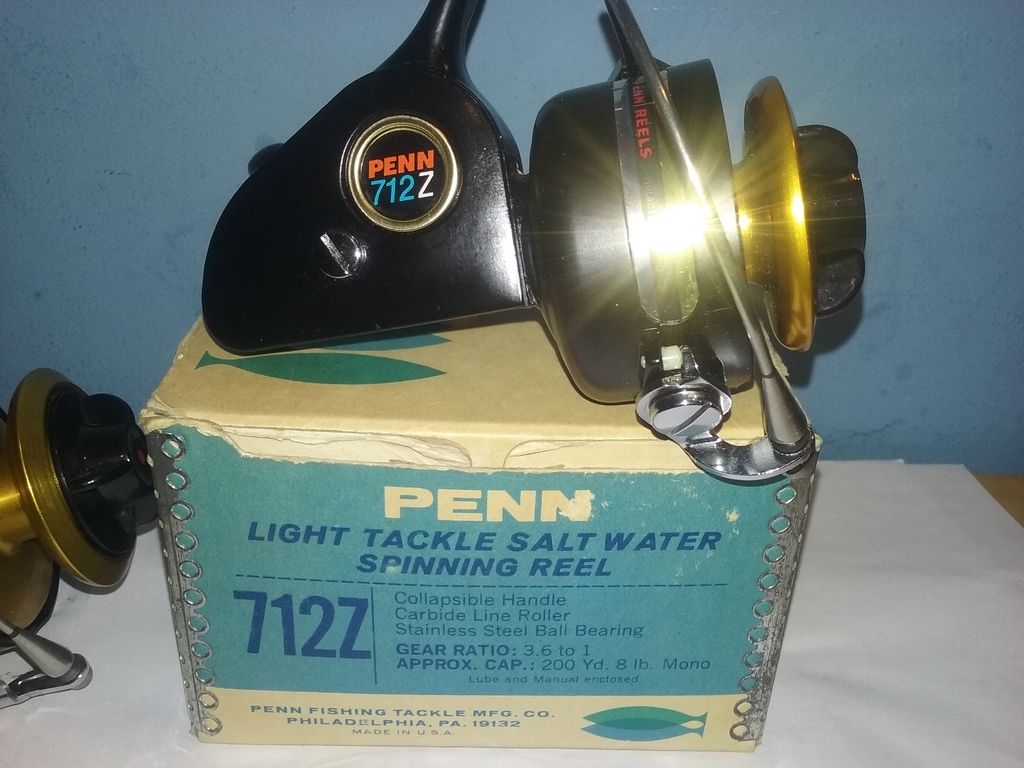 PENN
712Z
NN REELS
PENN
LIGHT TACKLE SALT WATER
SPINNING REEL
712Z
Collapsible Handle
Carbide Line Roller
Stainless Steel Ball Bearing
GEAR RATIO: 3.6 to 1
APPROX. CAP.: 200 Yd. 8 lb. Mono
Lube and Manual enclosed
PENN FISHING TACKLE MFG. CO.
PHILADELPHIA, PA. 19132
MADE IN U.S.A.